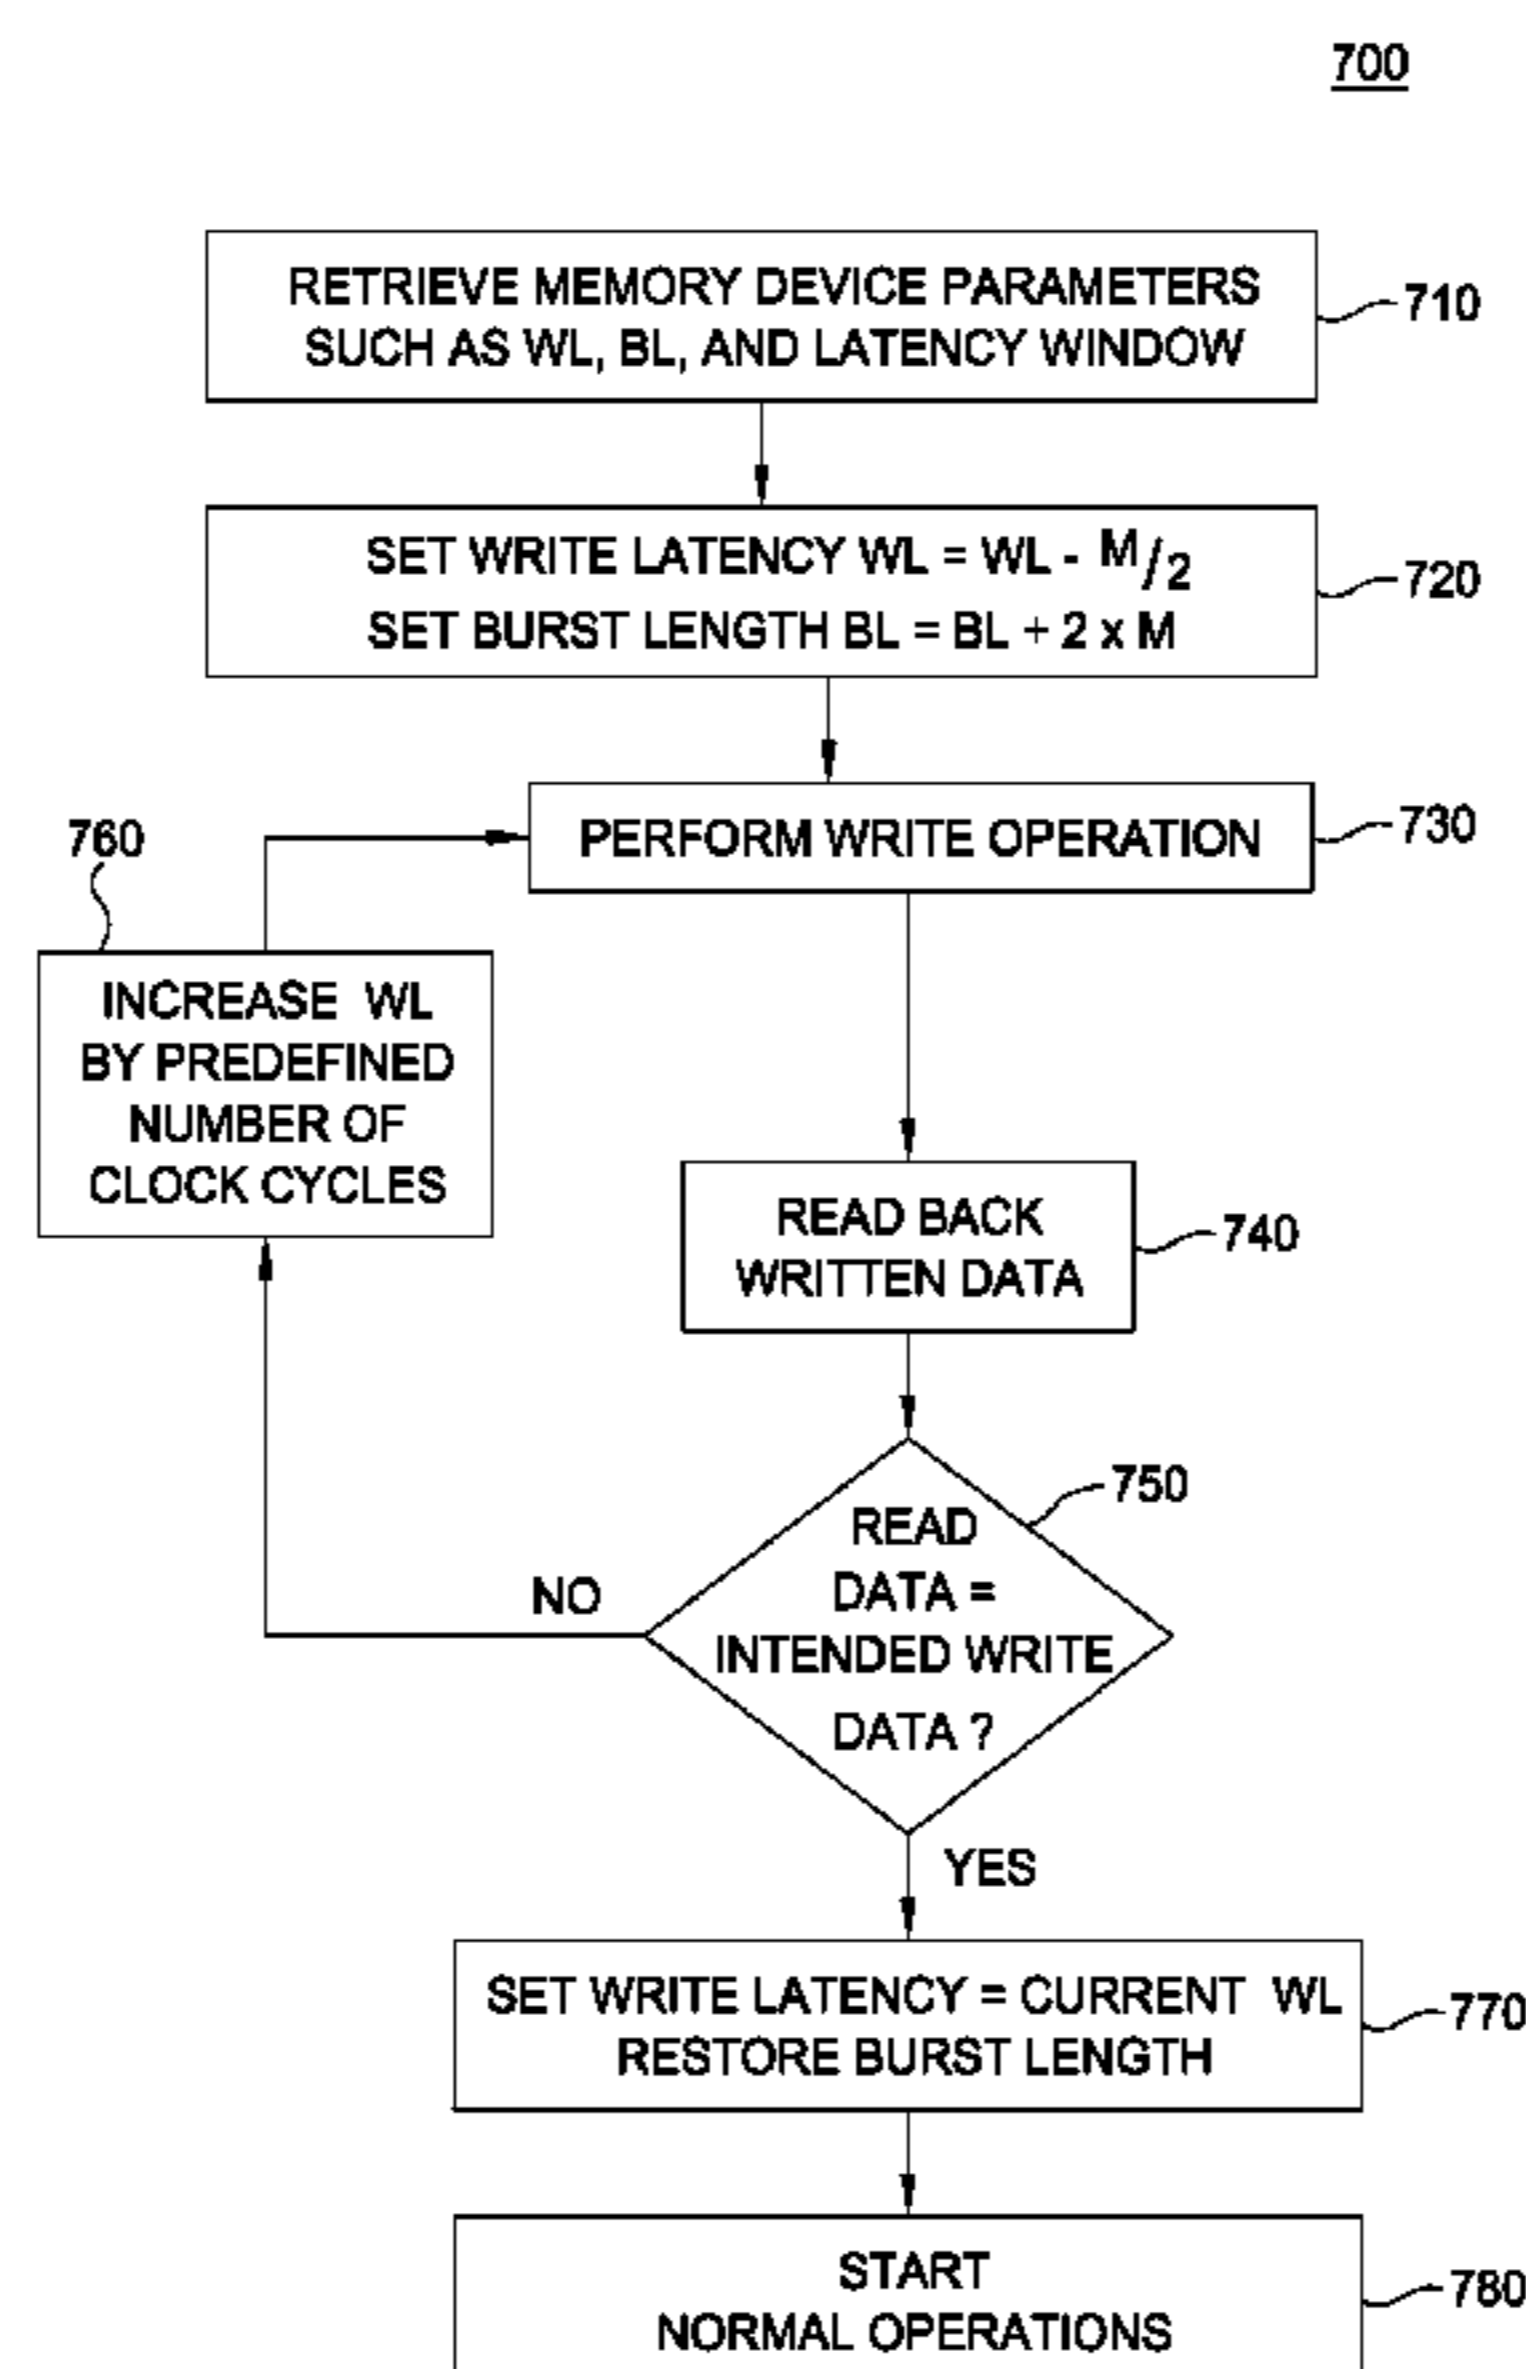 700
RETRIEVE MEMORY DEVICE PARAMETERS
SUCH AS WL, BL, AND LATENCY WINDOW
710
SET WRITE LATENCY WL = WL - M/2
SET BURST LENGTH BL = BL + 2 x M
720
PERFORM WRITE OPERATION
730
760
INCREASE WL
BY PREDEFINED
NUMBER OF
CLOCK CYCLES
READ BACK
WRITTEN DATA
740
750
READ
DATA =
INTENDED WRITE
DATA ?
NO
YES
SET WRITE LATENCY = CURRENT WL
RESTORE BURST LENGTH
770
START
NORMAL OPERATIONS
780